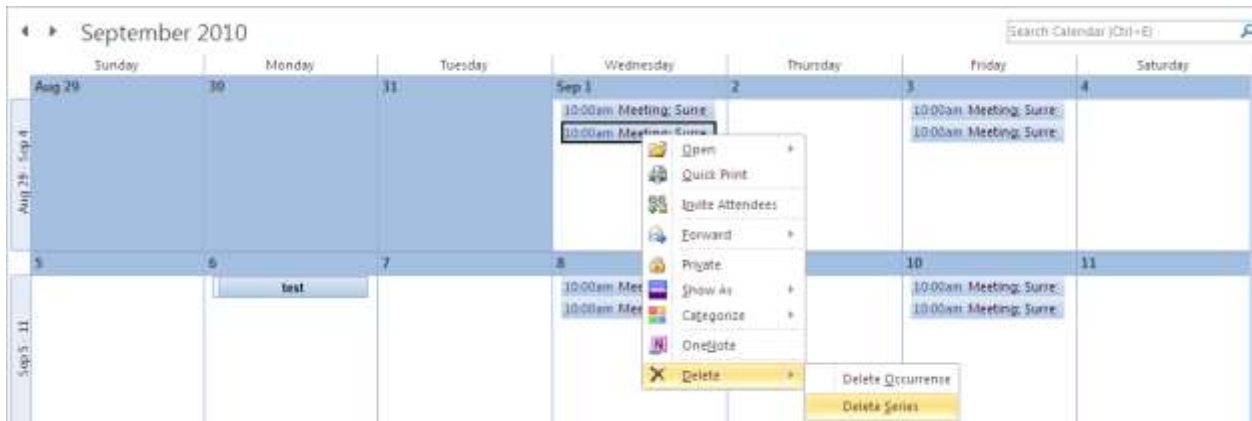 September 2010
Search Calendar (Ctrl+E)
Sunday Monday Tuesday Wednesday Thursday Friday Saturday
Aug 29 30 31 Sep 1 2 3 4
Aug 29 - Sep 4
10:00am Meeting; Surre
10:00am Meeting; Surre
10:00am Meeting; Surre
10:00am Meeting; Surre
Open
Quick Print
Invite Attendees
Forward
Private
Show As
Categorize
OneNote
Delete
Delete Occurrence
Delete Series
5 6 7 8 10 11
Sep 5 - 11
test
10:00am Mee
10:00am Mee
10:00am Meeting; Surre
10:00am Meeting; Surre